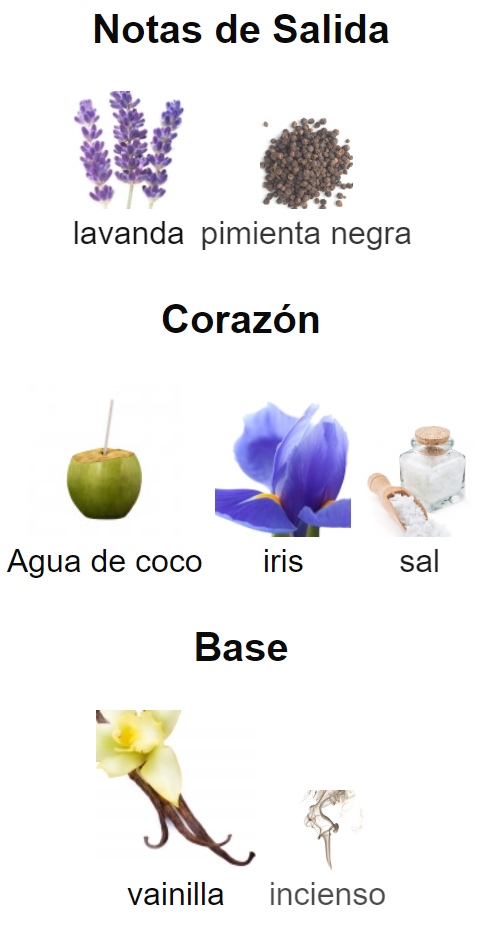 Notas de Salida
lavanda pimienta negra
Corazón
Agua de coco iris sal
Base
vainilla incienso